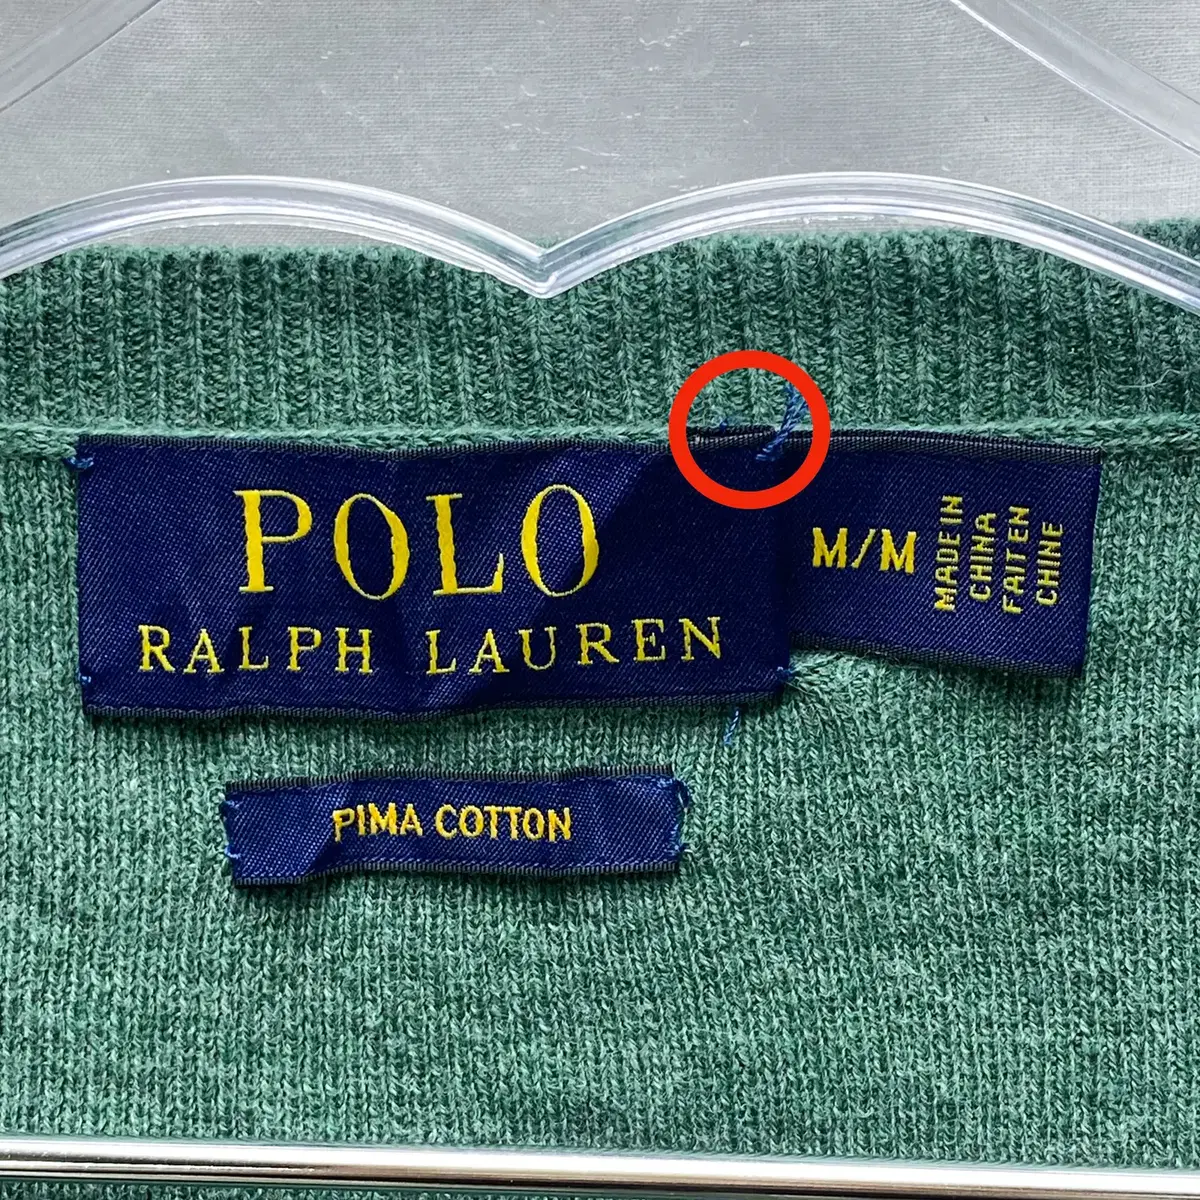 POLO
RALPH LAUREN
M/M
MADE IN
CHINA
FAIT EN
CHINE
PIMA COTTON